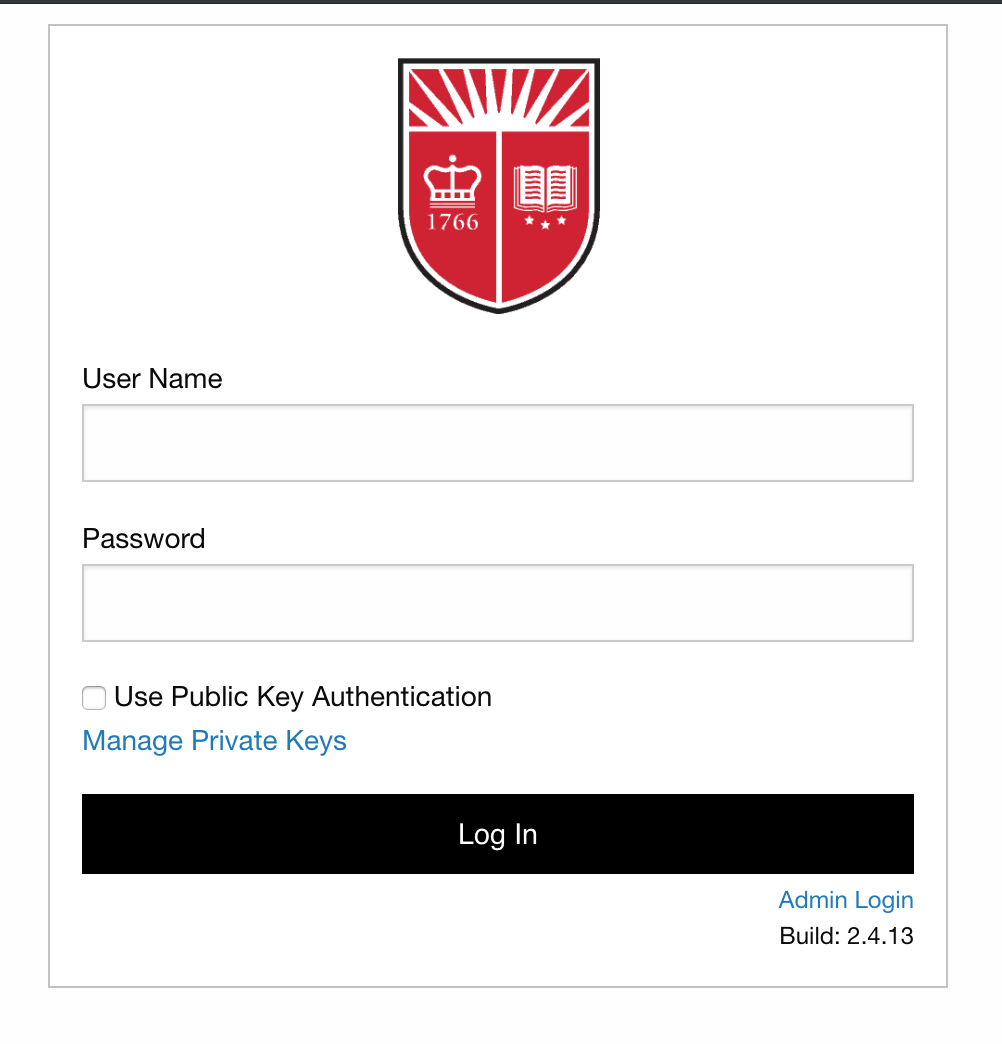 1766
User Name
Password
Use Public Key Authentication
Manage Private Keys
Log In
Admin Login
Build: 2.4.13